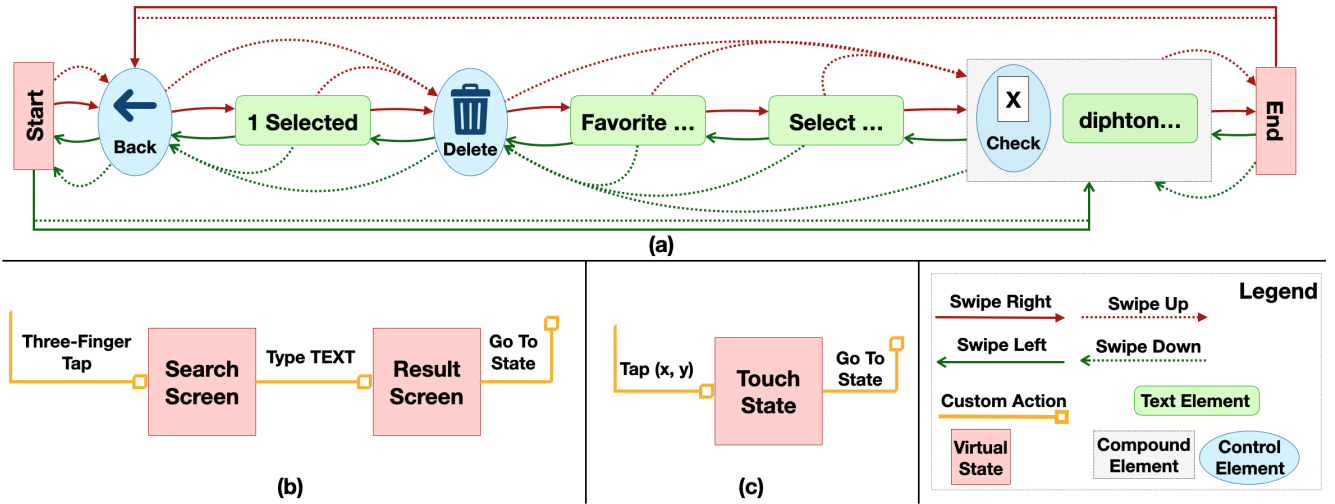 Start
Back
1 Selected
Delete
Favorite ...
Select ...
X
Check
diphton...
End
(a)
Three-Finger
Tap
Search
Screen
Type TEXT
Result
Screen
Go To
State
(b)
Tap (x, y)
Touch
State
Go To
State
(c)
Legend
Swipe Right
Swipe Up
Swipe Left
Swipe Down
Custom Action
Text Element
Virtual
State
Compound
Element
Control
Element